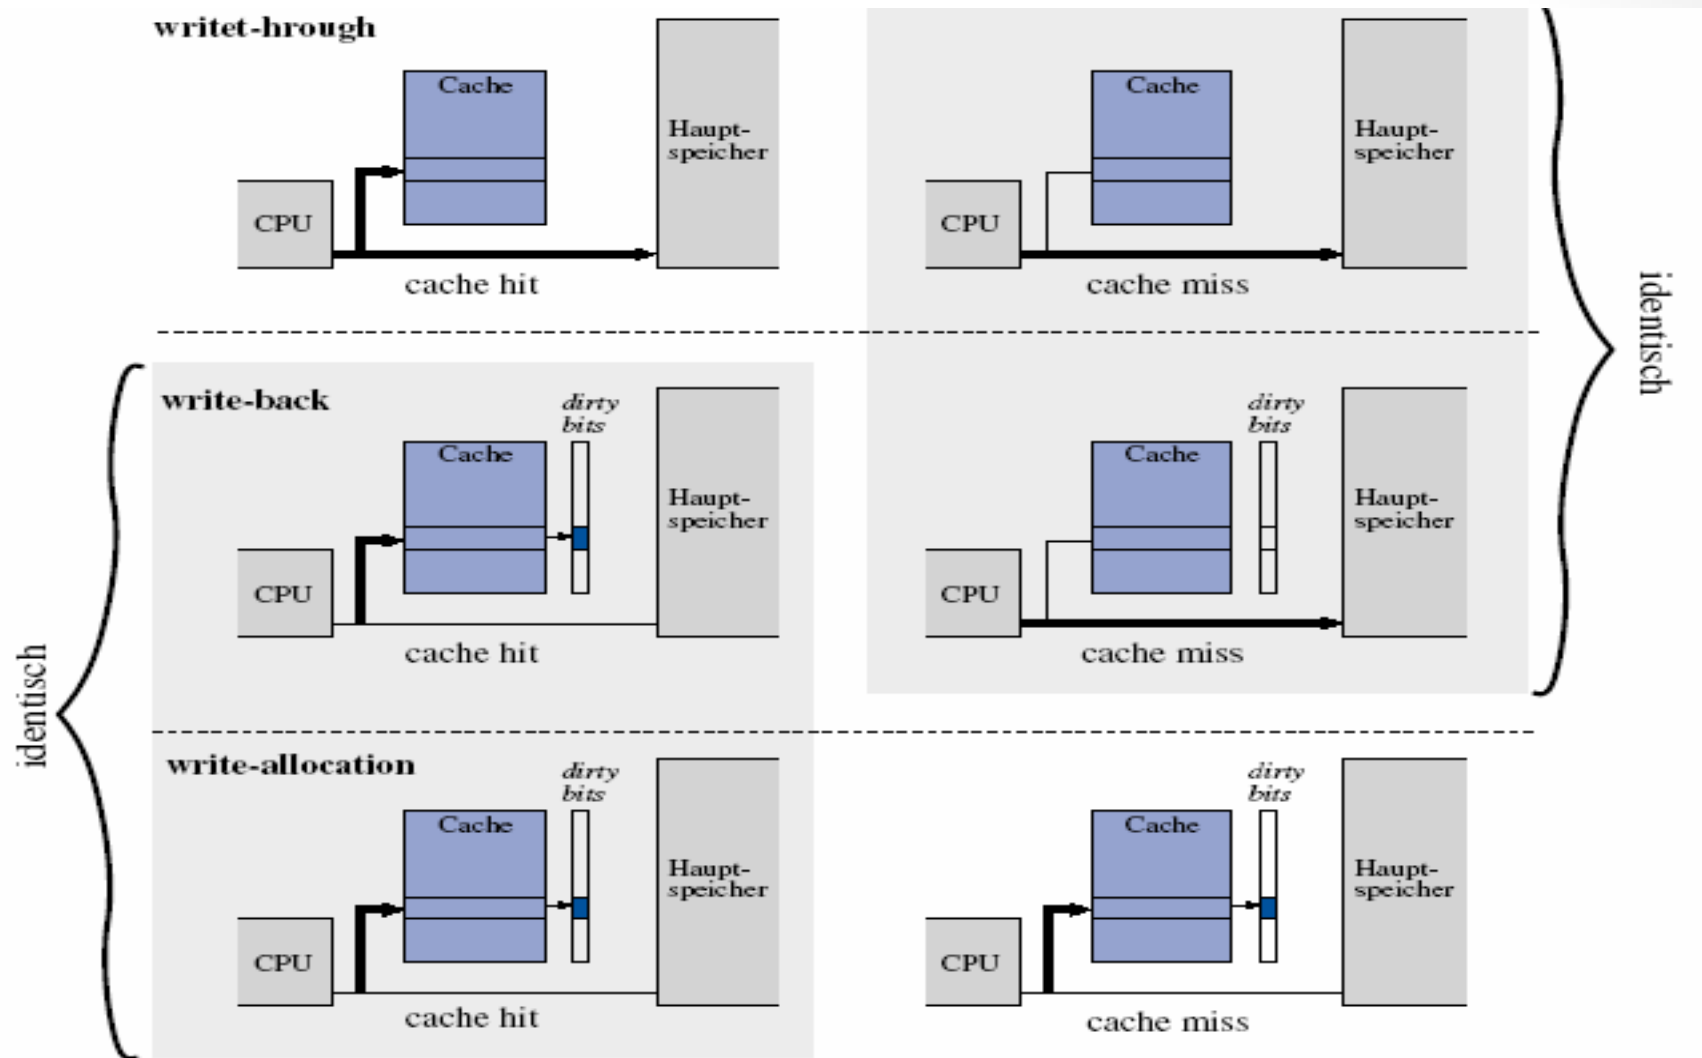 writet-hrough
Cache
Haupt-
speicher
CPU
cache hit
Cache
Haupt-
speicher
CPU
cache miss
identisch
write-back
dirty
bits
Cache
Haupt-
speicher
CPU
cache hit
dirty
bits
Cache
Haupt-
speicher
CPU
cache miss
identisch
write-allocation
dirty
bits
Cache
Haupt-
speicher
CPU
cache hit
dirty
bits
Cache
Haupt-
speicher
CPU
cache miss